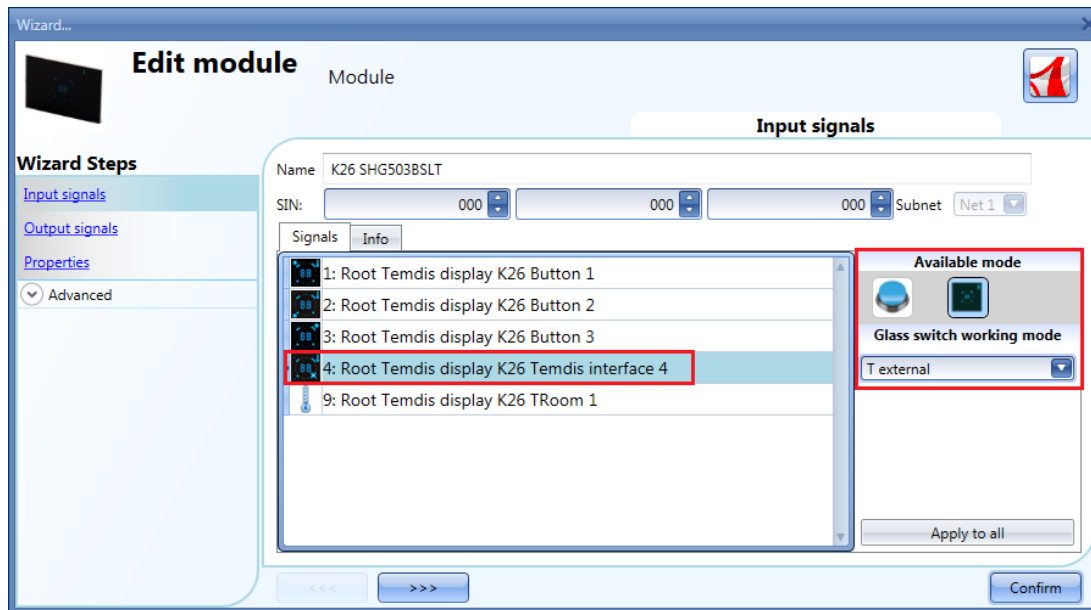 Wizard...
Edit module
Module
Input signals
Wizard Steps
Input signals
Output signals
Properties
Advanced
Name K26 SHG503BSLT
SIN: 000 000 000 Subnet Net 1
Signals Info
1: Root Temdis display K26 Button 1
2: Root Temdis display K26 Button 2
3: Root Temdis display K26 Button 3
4: Root Temdis display K26 Temdis interface 4
9: Root Temdis display K26 TRoom 1
Available mode
Glass switch working mode
T external
Apply to all
<<< >>> Confirm